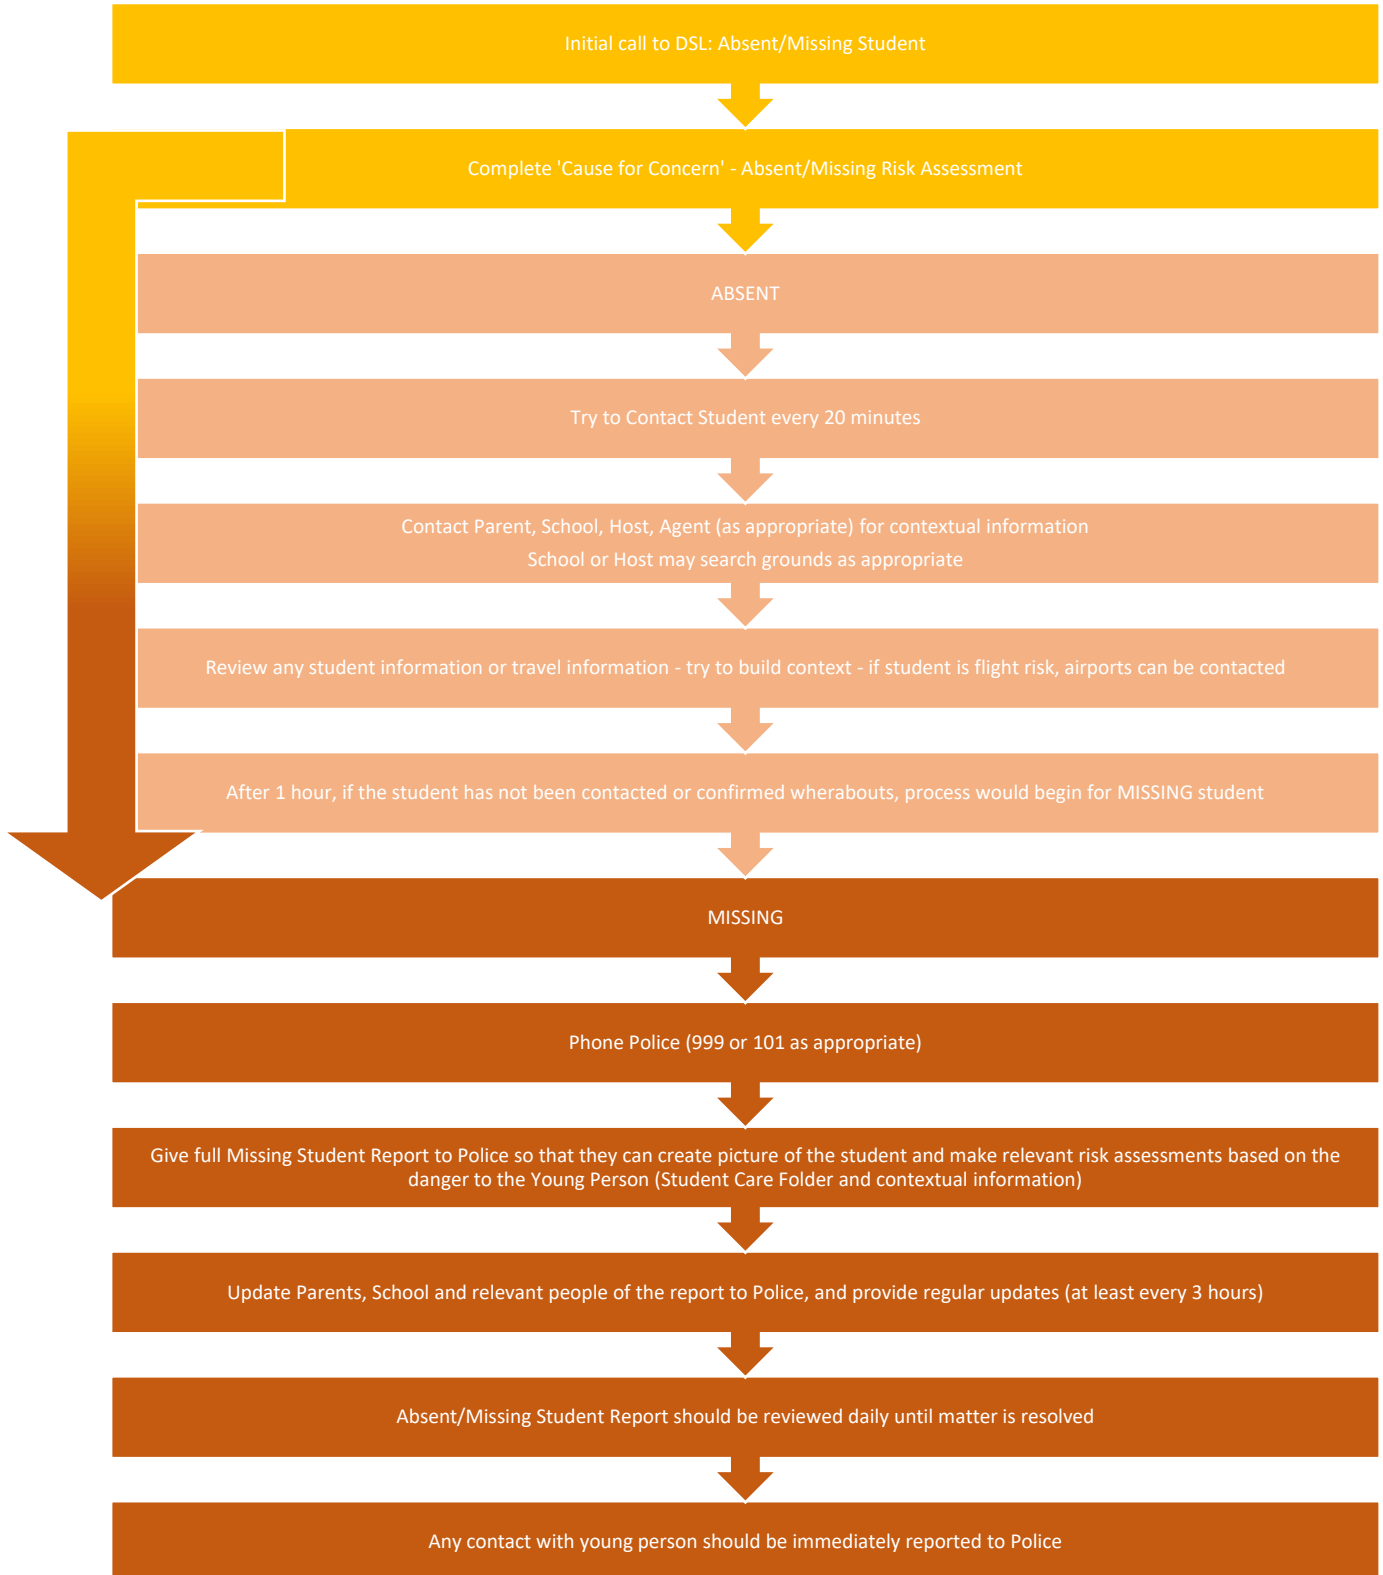 Initial call to DSL: Absent/Missing Student
Complete 'Cause for Concern' - Absent/Missing Risk Assessment
ABSENT
Try to Contact Student every 20 minutes
Contact Parent, School, Host, Agent (as appropriate) for contextual information
School or Host may search grounds as appropriate
Review any student information or travel information - try to build context - if student is flight risk, airports can be contacted
After 1 hour, if the student has not been contacted or confirmed wherabouts, process would begin for MISSING student
MISSING
Phone Police (999 or 101 as appropriate)
Give full Missing Student Report to Police so that they can create picture of the student and make relevant risk assessments based on the
danger to the Young Person (Student Care Folder and contextual information)
Update Parents, School and relevant people of the report to Police, and provide regular updates (at least every 3 hours)
Absent/Missing Student Report should be reviewed daily until matter is resolved
Any contact with young person should be immediately reported to Police